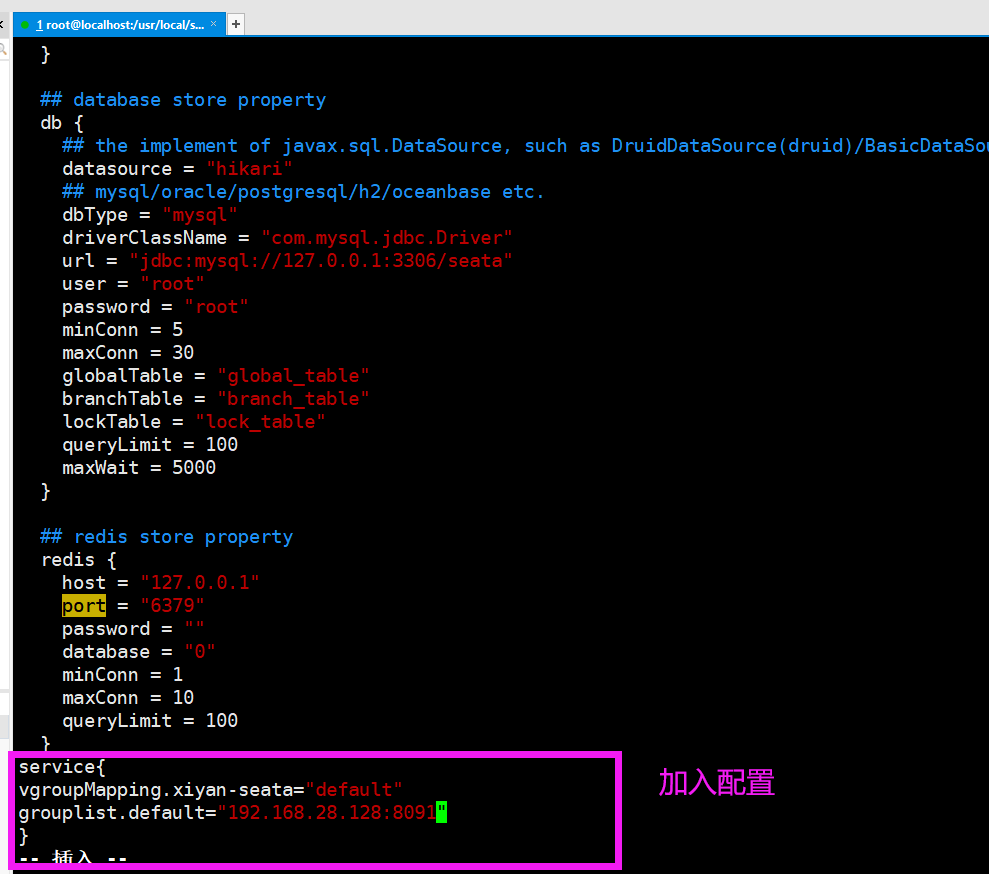 1 root@localhost:/usr/local/s... × +
}
## database store property
db {
## the implement of javax.sql.DataSource, such as DruidDataSource(druid)/BasicDataSou
datasource = "hikari"
## mysql/oracle/postgresql/h2/oceanbase etc.
dbType = "mysql"
driverClassName = "com.mysql.jdbc.Driver"
url = "jdbc:mysql://127.0.0.1:3306/seata"
user = "root"
password = "root"
minConn = 5
maxConn = 30
globalTable = "global_table"
branchTable = "branch_table"
lockTable = "lock_table"
queryLimit = 100
maxWait = 5000
}
## redis store property
redis {
host = "127.0.0.1"
port = "6379"
password = ""
database = "0"
minConn = 1
maxConn = 10
queryLimit = 100
}
service{
vgroupMapping.xiyan-seata="default"
grouplist.default="192.168.28.128:8091"
}
-- 插入 --
加入配置